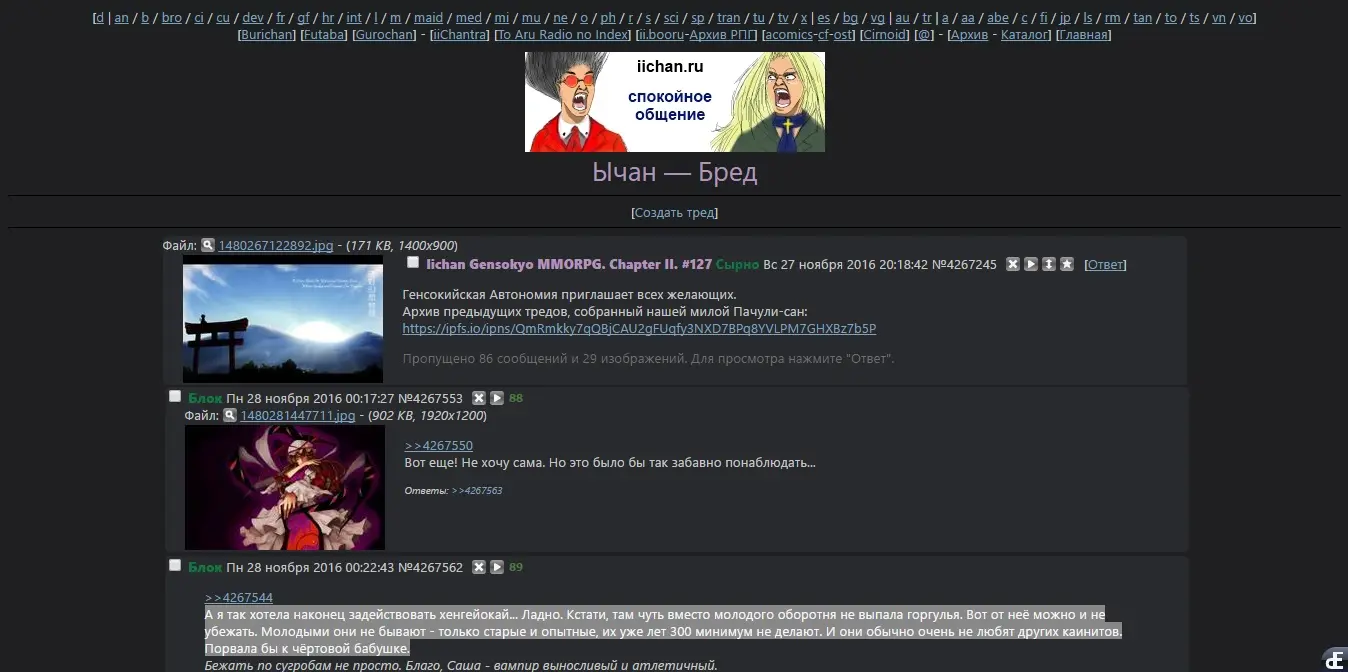 [d | an / b / bro / ci / cu / dev / fr / gf / hr / int / l / m / maid / med / mi / mu / ne / o / ph / r / s / sci / sp / tran / tu / tv / x | es / bg / vg | au / tr | a / aa / abe / c / fi / jp / ls / rm / tan / to / ts / vn / vo]
[Burichan] [Futaba] [Gurochan] - [iiChantra] [To Aru Radio no Index] [ii.booru-Архив РПГ] [acomics-cf-ost] [Cirnoid] [@] - [Архив - Каталог] [Главная]
iichan.ru
спокойное
общение
Ычан — Бред
[Создать тред]
Файл: 1480267122892.jpg - (171 KB, 1400x900)
Iichan Gensokyo MMORPG. Chapter II. #127 Сырно Вс 27 ноября 2016 20:18:42 №4267245 [Ответ]
Генсокийская Автономия приглашает всех желающих.
Архив предыдущих тредов, собранный нашей милой Пачули-сан:
https://ipfs.io/ipns/QmRmkky7qQBjCAU2gFUqfy3NXD7BPq8YVLPM7GHXBz7b5P
Пропущено 86 сообщений и 29 изображений. Для просмотра нажмите "Ответ".
Блок Пн 28 ноября 2016 00:17:27 №4267553 88
Файл: 1480281447711.jpg - (902 KB, 1920x1200)
>>4267550
Вот еще! Не хочу сама. Но это было бы так забавно понаблюдать...
Ответы: >>4267563
Блок Пн 28 ноября 2016 00:22:43 №4267562 89
>>4267544
А я так хотела наконец задействовать хенгейокай... Ладно. Кстати, там чуть вместо молодого оборотня не выпала горгулья. Вот от неё можно и не
убежать. Молодыми они не бывают - только старые и опытные, их уже лет 300 минимум не делают. И они обычно очень не любят других каинитов.
Порвала бы к чёртовой бабушке.
Бежать по сугробам не просто. Благо, Саша - вампир выносливый и атлетичный.